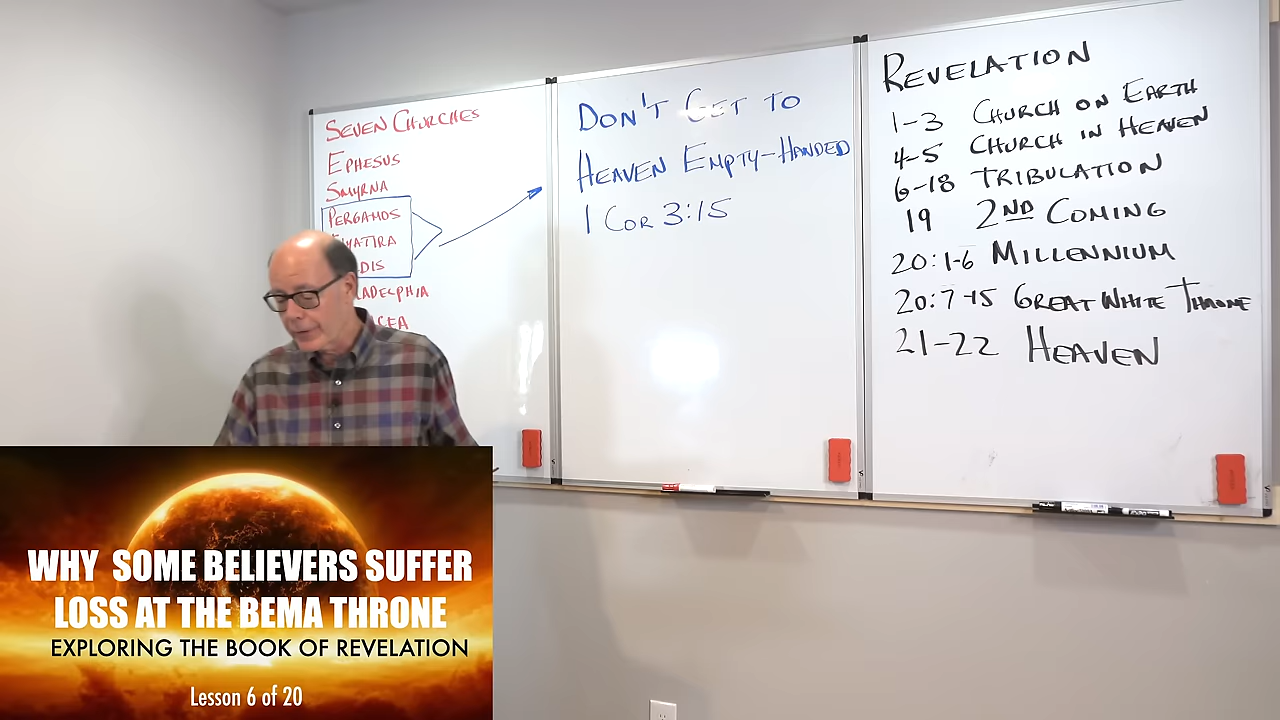 SEVEN CHURCHES
EPHESUS
SMYRNA
PERGAMOS
DON'T GET TO
HEAVEN EMPTY-HANDED
1 COR 3:15
REVELATION
1-3 CHURCH ON EARTH
4-5 CHURCH IN HEAVEN
6-18 TRIBULATION
19 2ND COMING
20:1-6 MILLENNIUM
20:7-15 GREAT WHITE THRONE
21-22 HEAVEN
WHY SOME BELIEVERS SUFFER
LOSS AT THE BEMA THRONE
EXPLORING THE BOOK OF REVELATION
Lesson 6 of 20